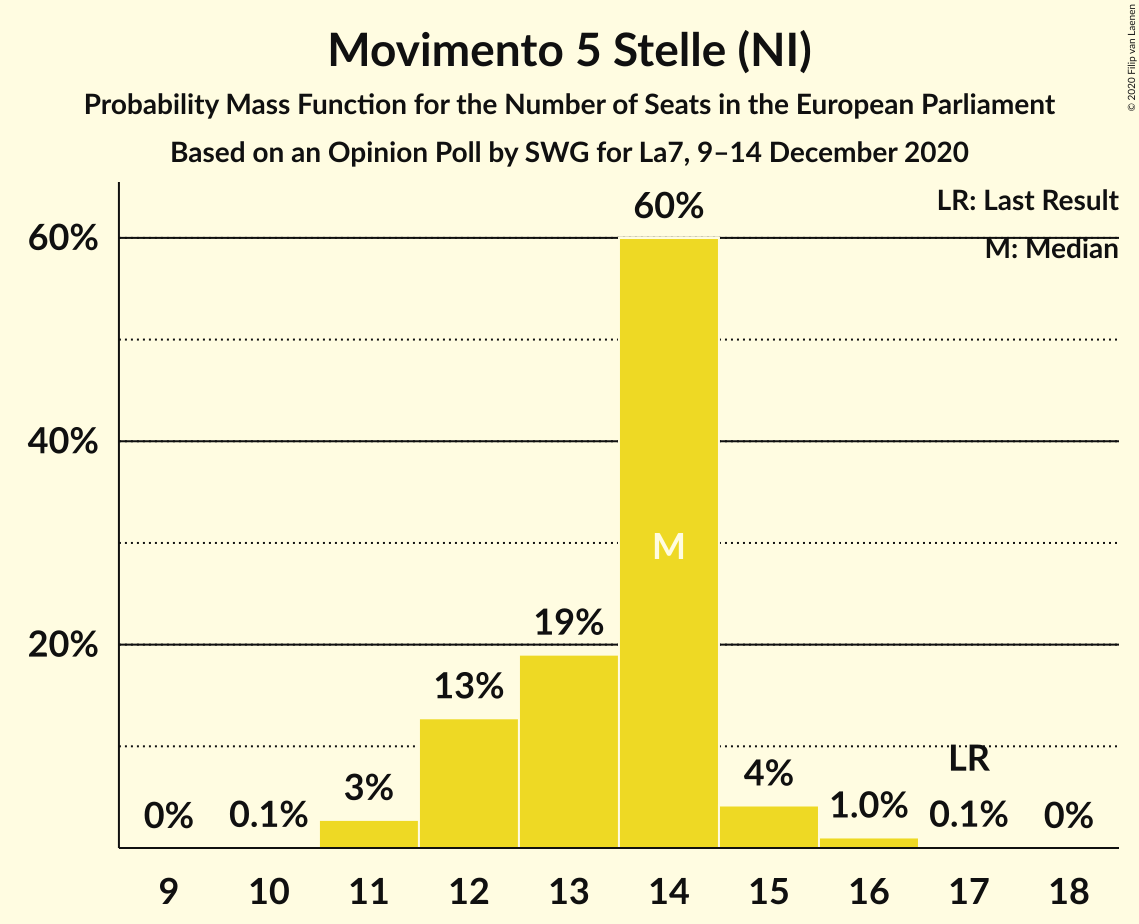 Movimento 5 Stelle (NI)
Probability Mass Function for the Number of Seats in the European Parliament
Based on an Opinion Poll by SWG for La7, 9–14 December 2020
© 2020 Filip van Laenen
LR: Last Result
M: Median
60%
40%
20%
0%
0.1%
3%
13%
19%
60%
M
4%
1.0%
LR
0.1%
0%
9 10 11 12 13 14 15 16 17 18